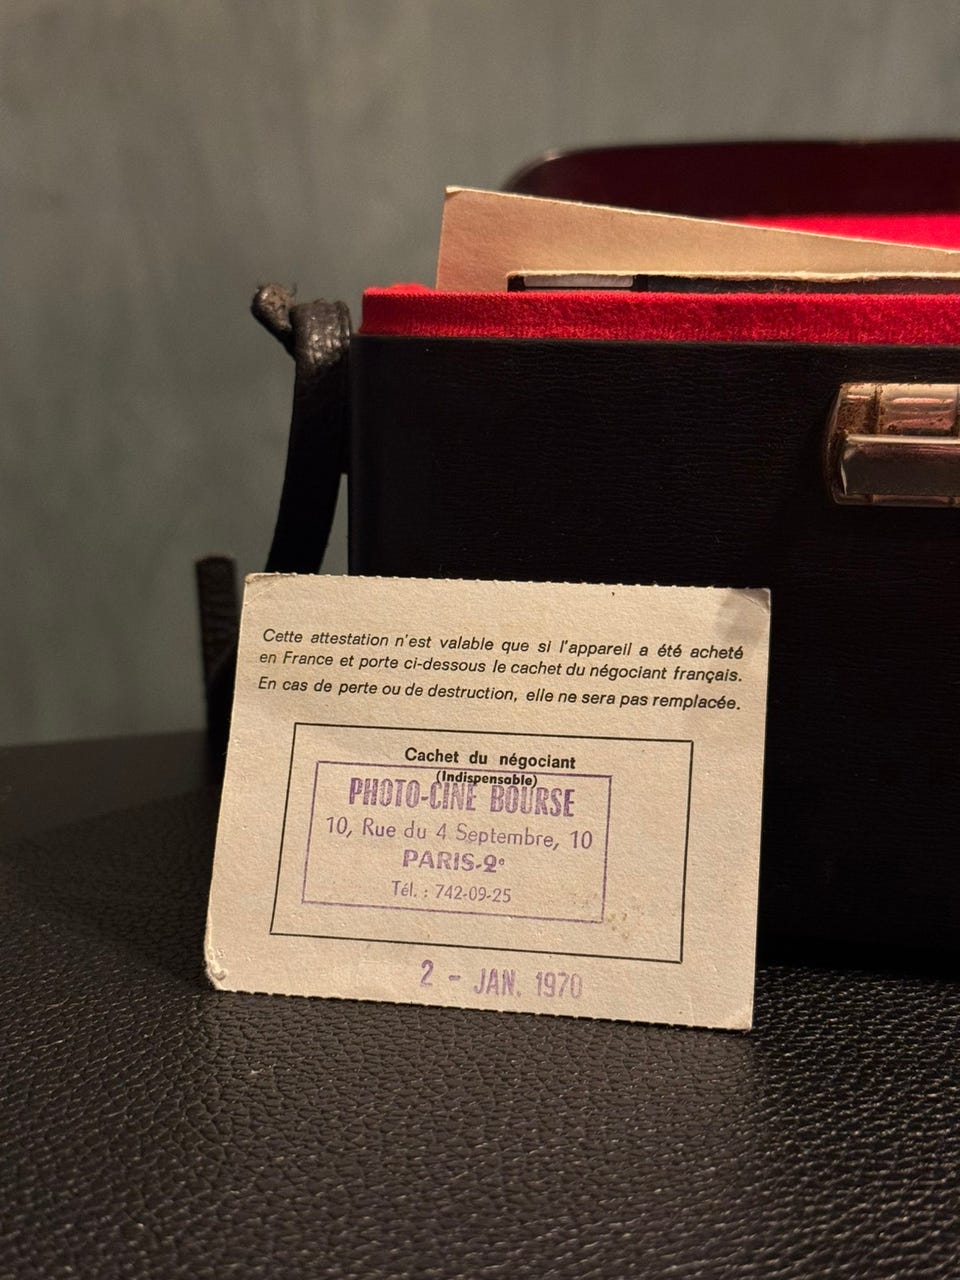 Cette attestation n'est valable que si l'appareil a été acheté
en France et porte ci-dessous le cachet du négociant français.
En cas de perte ou de destruction, elle ne sera pas remplacée.
Cachet du négociant
(Indispensable)
PHOTO-CINÉ BOURSE
10, Rue du 4 Septembre, 10
PARIS-2e
Tél. : 742-09-25
2 - JAN. 1970